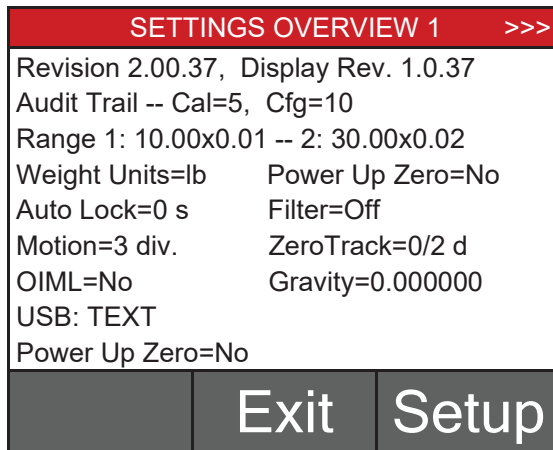 SETTINGS OVERVIEW 1 >>>
Revision 2.00.37, Display Rev. 1.0.37
Audit Trail -- Cal=5, Cfg=10
Range 1: 10.00x0.01 -- 2: 30.00x0.02
Weight Units=lb Power Up Zero=No
Auto Lock=0 s Filter=Off
Motion=3 div. ZeroTrack=0/2 d
OIML=No Gravity=0.000000
USB: TEXT
Power Up Zero=No
Exit Setup